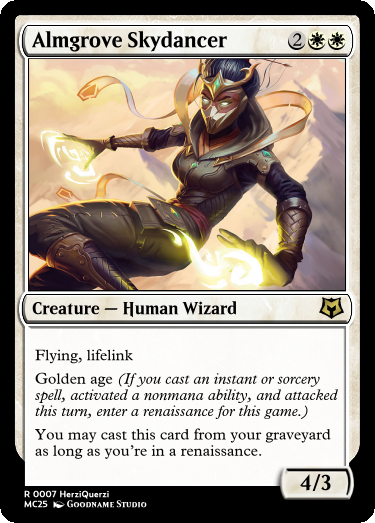 Almgrove Skydancer 2
Creature — Human Wizard
Flying, lifelink
Golden age (If you cast an instant or sorcery
spell, activated a nonmana ability, and attacked
this turn, enter a renaissance for this game.)
You may cast this card from your graveyard
as long as you're in a renaissance.
4/3
R 0007 HerziQuerzi
MC25 Goodname Studio